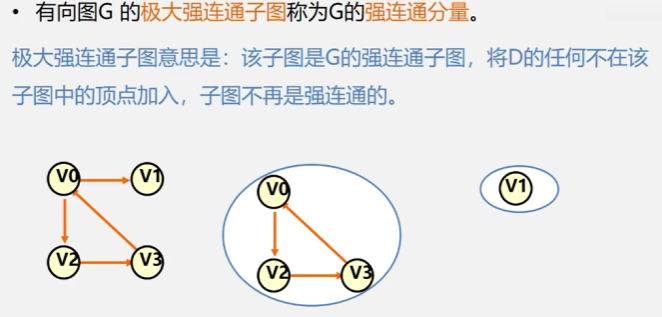 • 有向图G 的极大强连通子图称为G的强连通分量。
极大强连通子图意思是：该子图是G的强连通子图，将D的任何不在该
子图中的顶点加入，子图不再是强连通的。
V0 V1
V2 V3
V0
V2 V3
V1